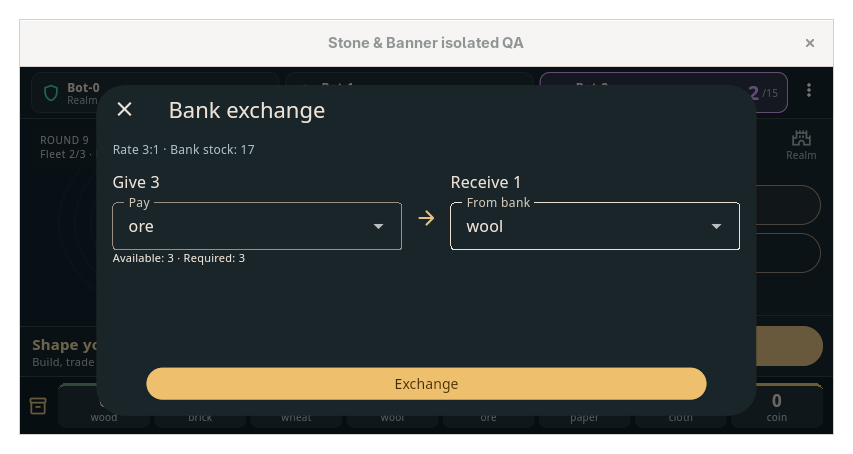 Stone & Banner isolated QA
Bot-0
Realm
2 /15
Bank exchange
ROUND 9
Fleet 2/3 ·
Realm
Rate 3:1 · Bank stock: 17
Give 3
Receive 1
Pay
ore
From bank
wool
Available: 3 · Required: 3
Shape yo
Build, trade
Exchange
0
wood
brick
wheat
wool
ore
paper
cloth
coin